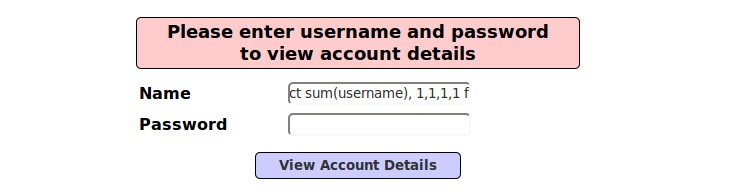 Please enter username and password
to view account details
Name
ct sum(username), 1,1,1,1 f
Password
View Account Details